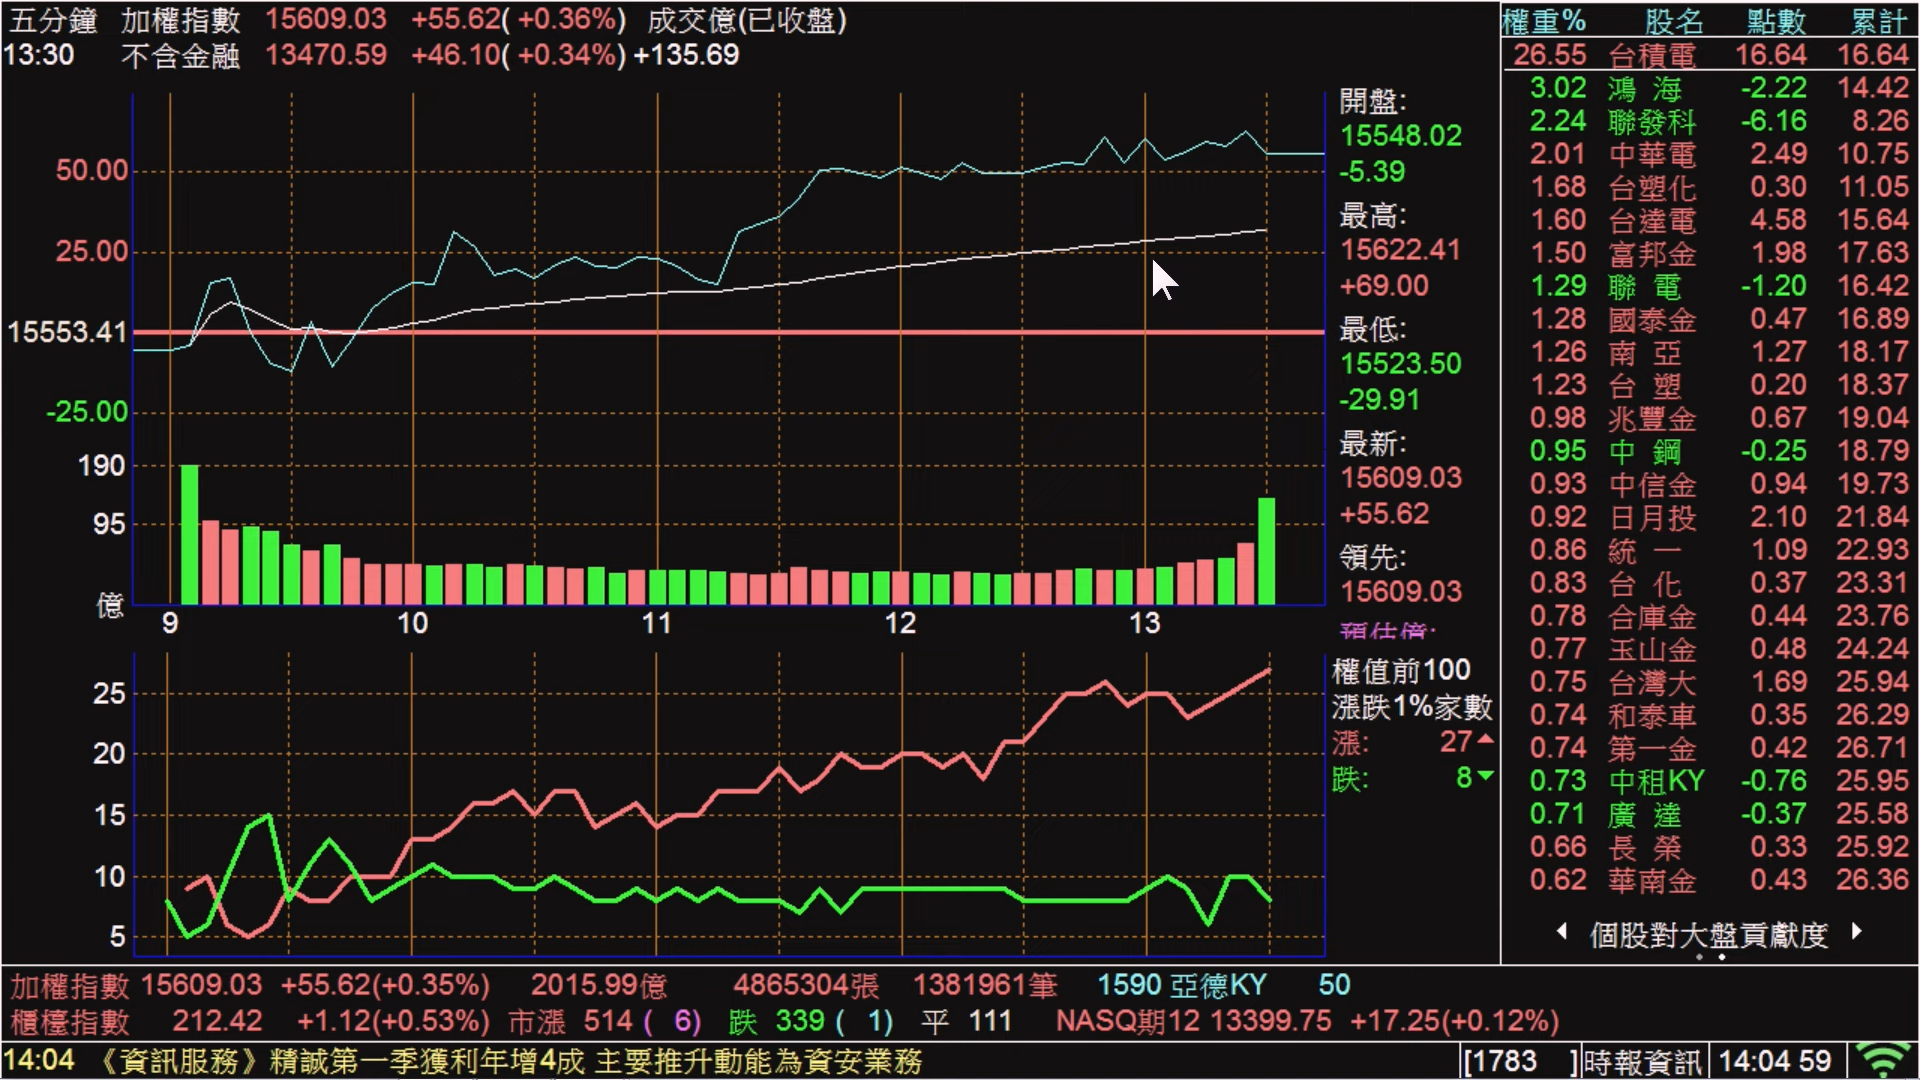 五分鐘 加權指數 15609.03 +55.62( +0.36%) 成交億(已收盤)
13:30 不含金融 13470.59 +46.10( +0.34%) +135.69
50.00
25.00
15553.41
-25.00
190
95
億
9 10 11 12 13
25
20
15
10
5
開盤:
15548.02
-5.39
最高:
15622.41
+69.00
最低:
15523.50
-29.91
最新:
15609.03
+55.62
領先:
15609.03
預估億:
權值前100
漲跌1%家數
漲: 27
跌: 8
權重% 股名 點數 累計
26.55 台積電 16.64 16.64
3.02 鴻海 -2.22 14.42
2.24 聯發科 -6.16 8.26
2.01 中華電 2.49 10.75
1.68 台塑化 0.30 11.05
1.60 台達電 4.58 15.64
1.50 富邦金 1.98 17.63
1.29 聯電 -1.20 16.42
1.28 國泰金 0.47 16.89
1.26 南亞 1.27 18.17
1.23 台塑 0.20 18.37
0.98 兆豐金 0.67 19.04
0.95 中鋼 -0.25 18.79
0.93 中信金 0.94 19.73
0.92 日月投 2.10 21.84
0.86 統一 1.09 22.93
0.83 台化 0.37 23.31
0.78 合庫金 0.44 23.76
0.77 玉山金 0.48 24.24
0.75 台灣大 1.69 25.94
0.74 和泰車 0.35 26.29
0.74 第一金 0.42 26.71
0.73 中租KY -0.76 25.95
0.71 廣達 -0.37 25.58
0.66 長榮 0.33 25.92
0.62 華南金 0.43 26.36
個股對大盤貢獻度
加權指數 15609.03 +55.62(+0.35%) 2015.99億 4865304張 1381961筆 1590 亞德KY 50
櫃檯指數 212.42 +1.12(+0.53%) 市漲 514 ( 6) 跌 339 ( 1) 平 111 NASQ期12 13399.75 +17.25(+0.12%)
14:04 《資訊服務》精誠第一季獲利年增4成 主要推升動能為資安業務 [1783 ] 時報資訊 14:04 59